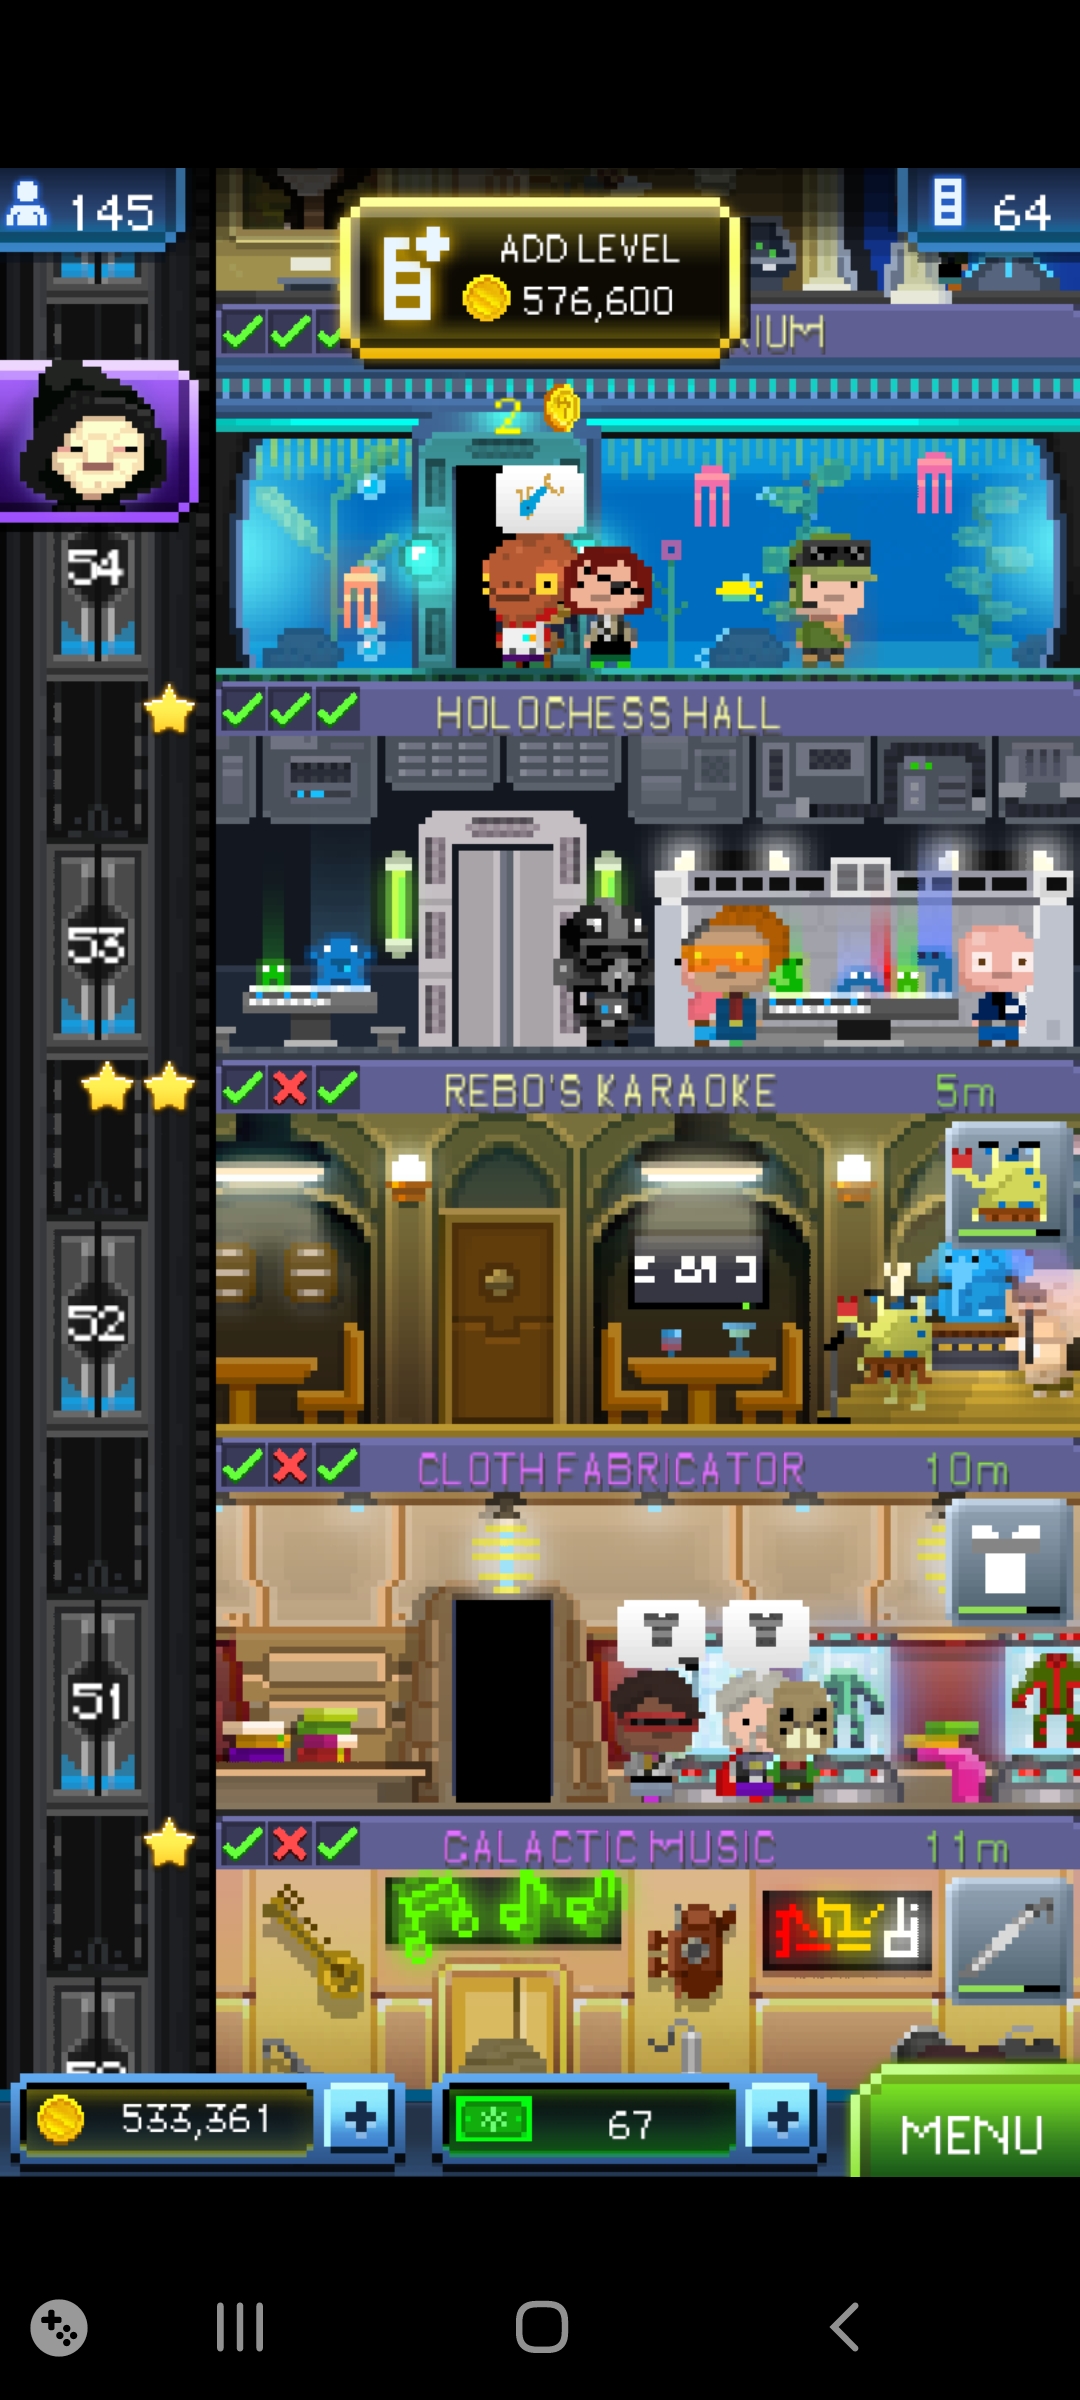 145
ADD LEVEL
576,600
64
RIUM
2
54
HOLOCHESS HALL
53
REBO'S KARAOKE 5m
52
CLOTH FABRICATOR 10m
51
GALACTIC MUSIC 11m
533,361
67
MENU